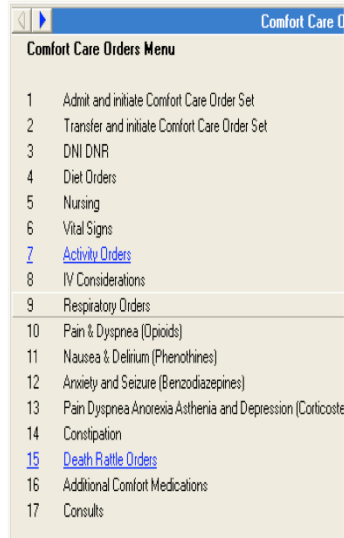 Comfort Care O
Comfort Care Orders Menu
1 Admit and initiate Comfort Care Order Set
2 Transfer and initiate Comfort Care Order Set
3 DNI DNR
4 Diet Orders
5 Nursing
6 Vital Signs
7 Activity Orders
8 IV Considerations
9 Respiratory Orders
10 Pain & Dyspnea (Opioids)
11 Nausea & Delirium (Phenothines)
12 Anxiety and Seizure (Benzodiazepines)
13 Pain Dyspnea Anorexia Asthenia and Depression (Corticoste
14 Constipation
15 Death Rattle Orders
16 Additional Comfort Medications
17 Consults